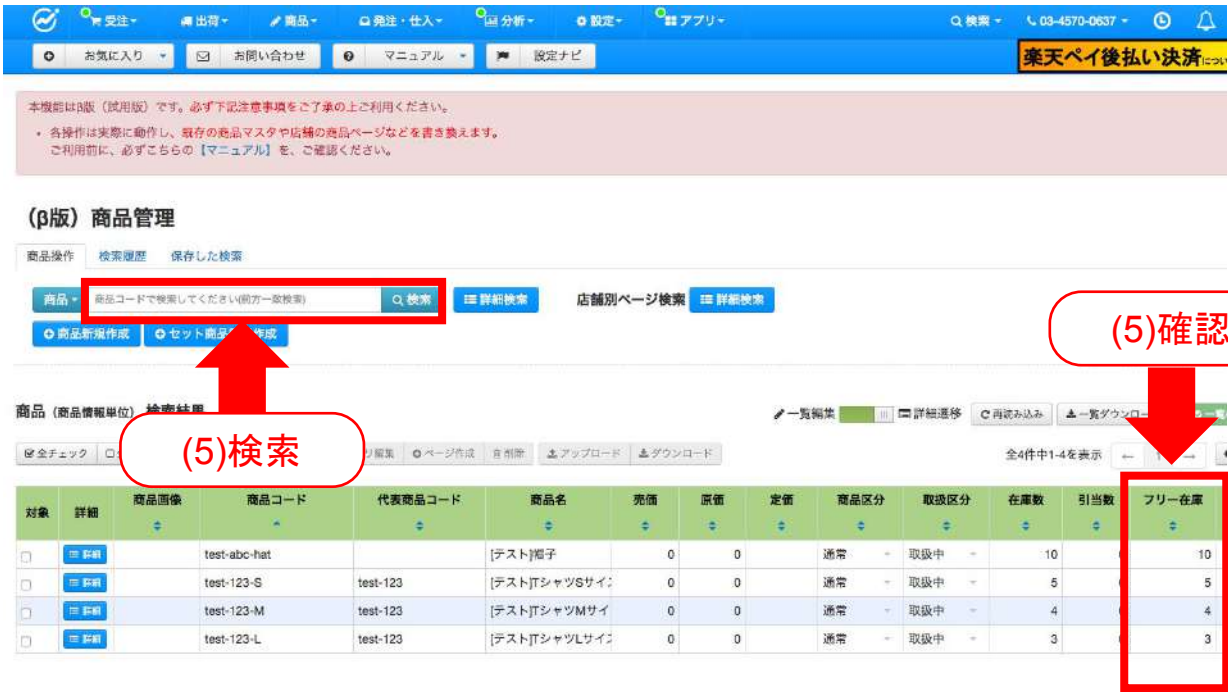 受注 出荷 商品 発注・仕入 分析 設定 アプリ 検索 03-4570-0637
お気に入り お問い合わせ マニュアル 設定ナビ 楽天ペイ後払い決済
本機能はβ版（試用版）です。必ず下記注意事項をご了承の上ご利用ください。
・ 各操作は実際に動作し、既存の商品マスタや店舗の商品ページなどを書き換えます。
ご利用前に、必ずこちらの【マニュアル】を、ご確認ください。
（β版）商品管理
商品操作 検索履歴 保存した検索
商品 商品コードで検索してください(前方一致検索) 検索 詳細検索 店舗別ページ検索 詳細検索
商品新規作成 セット商品 作成
(5)確認
商品（商品情報単位） 検索結果 一覧編集 詳細遷移 再読み込み 一覧ダウンロー
(5)検索
全チェック ページ作成 削除 アップロード ダウンロード 全4件中1-4を表示 ← 1 →
対象 詳細 商品画像 商品コード 代表商品コード 商品名 売価 原価 定価 商品区分 取扱区分 在庫数 引当数 フリー在庫
詳細 test-abc-hat [テスト]帽子 0 0 通常 取扱中 10 10
詳細 test-123-S test-123 [テスト]TシャツSサイズ 0 0 通常 取扱中 5 5
詳細 test-123-M test-123 [テスト]TシャツMサイ 0 0 通常 取扱中 4 4
詳細 test-123-L test-123 [テスト]TシャツLサイズ 0 0 通常 取扱中 3 3